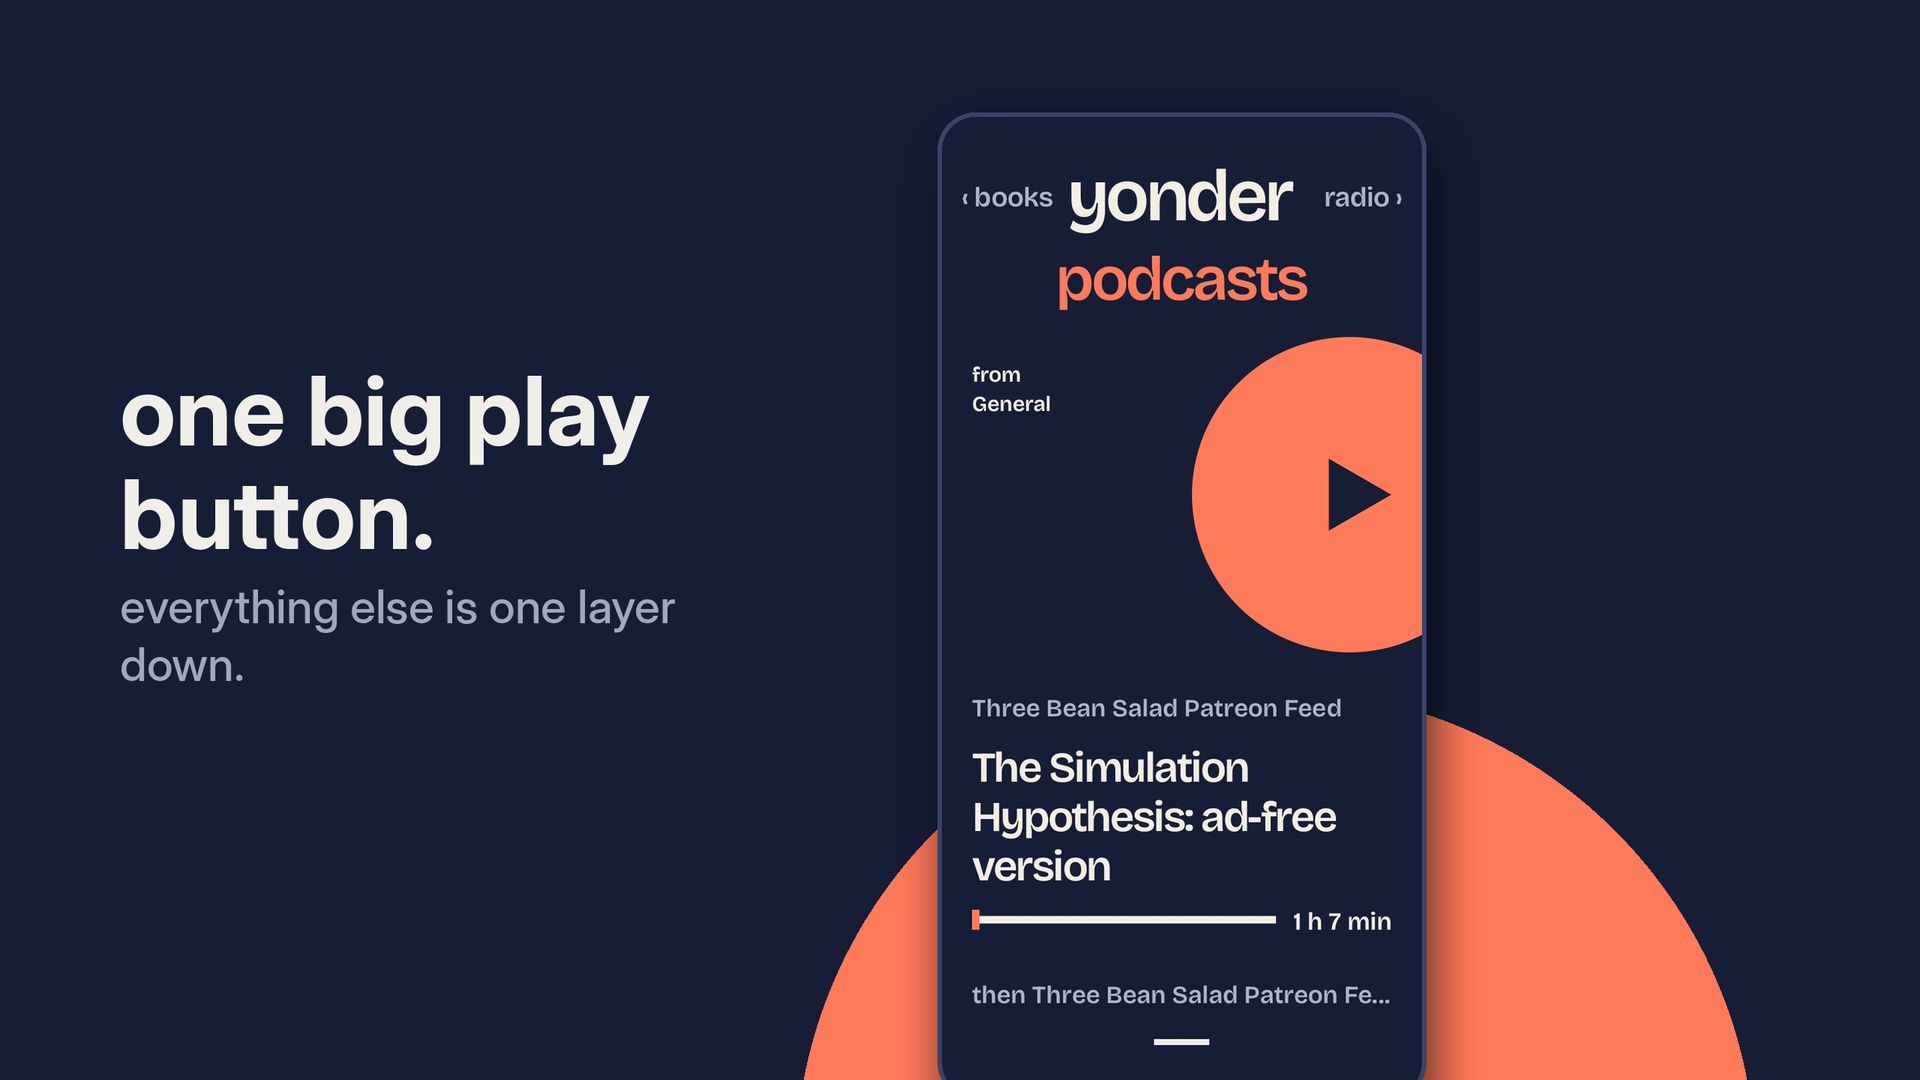 one big play
button.
everything else is one layer
down.
‹ books yonder radio ›
podcasts
from
General
Three Bean Salad Patreon Feed
The Simulation
Hypothesis: ad-free
version
1 h 7 min
then Three Bean Salad Patreon Fe...